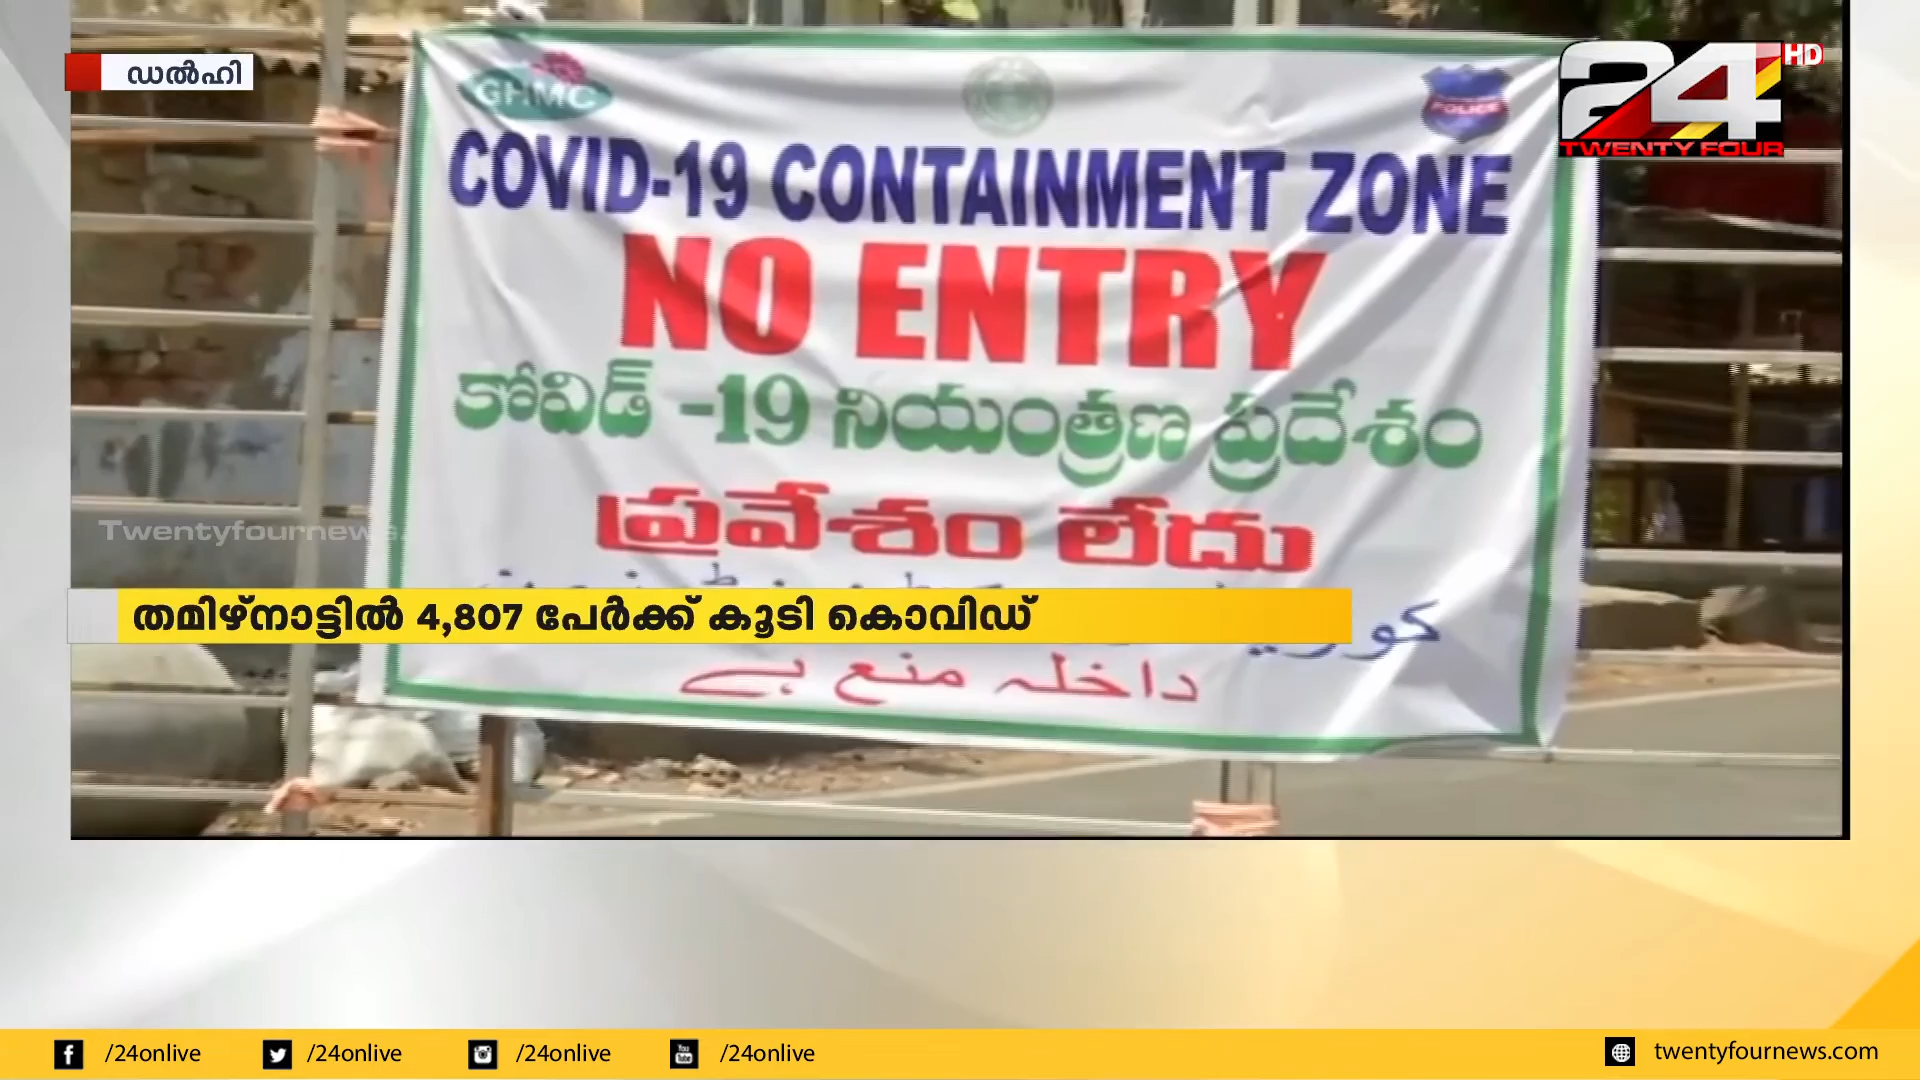 ഡൽഹി
24 HD
TWENTY FOUR
GHMC
POLICE
COVID-19 CONTAINMENT ZONE
NO ENTRY
కోవిడ్ -19 నియంత్రణ ప్రదేశం
ప్రవేశం లేదు
Twentyfournews.
തമിഴ്നാട്ടിൽ 4,807 പേർക്ക് കൂടി കൊവിഡ്
داخلہ منع ہے
/24onlive /24onlive /24onlive /24onlive twentyfournews.com